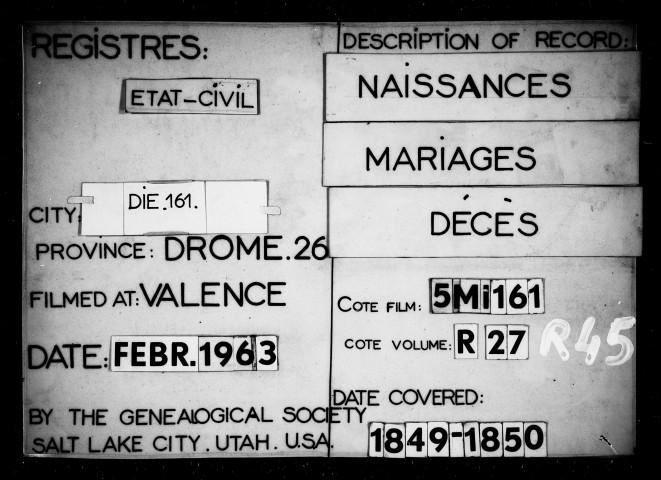 REGISTRES:
ETAT-CIVIL
CITY:
DIE.161.
PROVINCE: DROME.26
FILMED AT: VALENCE
DATE: FEBR.1963
BY THE GENEALOGICAL SOCIETY
SALT LAKE CITY. UTAH. U.S.A.
DESCRIPTION OF RECORD:
NAISSANCES
MARIAGES
DÉCÈS
COTE FILM: 5Mi161
COTE VOLUME: R 27 R45
DATE COVERED:
1849-1850